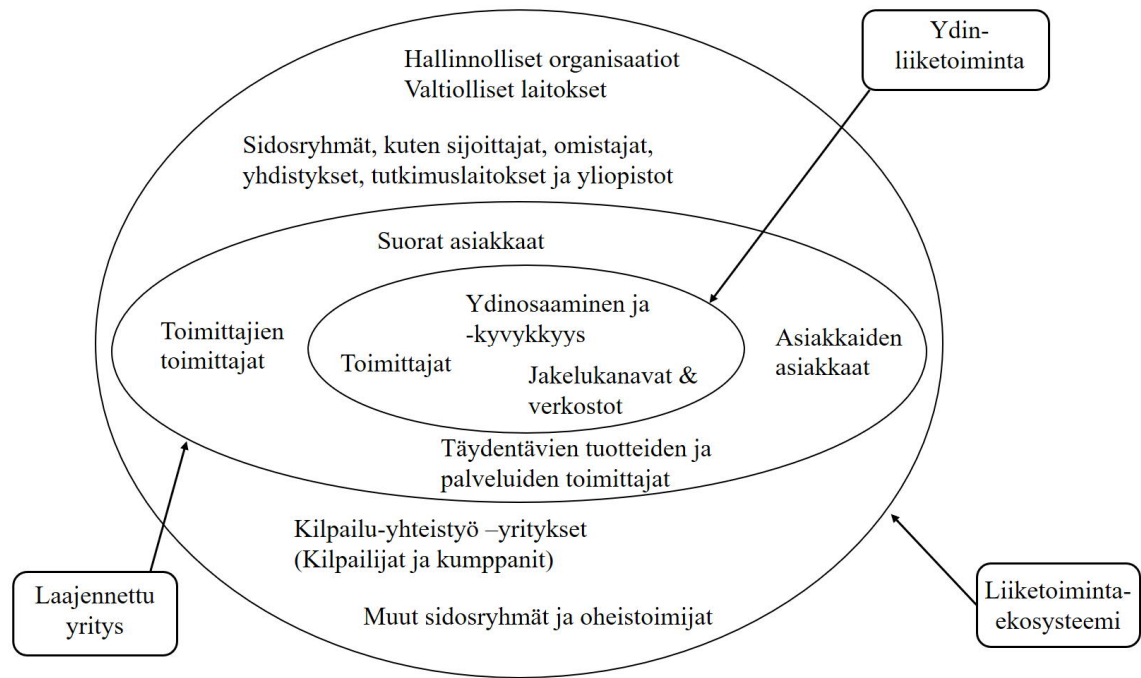 Hallinnolliset organisaatiot
Valtiolliset laitokset
Ydin-
liiketoiminta
Sidosryhmät, kuten sijoittajat, omistajat,
yhdistykset, tutkimuslaitokset ja yliopistot
Suorat asiakkaat
Ydinosaaminen ja
-kyvykkyys
Toimittajien
toimittajat
Toimittajat
Asiakkaiden
asiakkaat
Jakelukanavat &
verkostot
Täydentävien tuotteiden ja
palveluiden toimittajat
Kilpailu-yhteistyö –yritykset
(Kilpailijat ja kumppanit)
Laajennettu
yritys
Liiketoiminta-
ekosysteemi
Muut sidosryhmät ja oheistoimijat